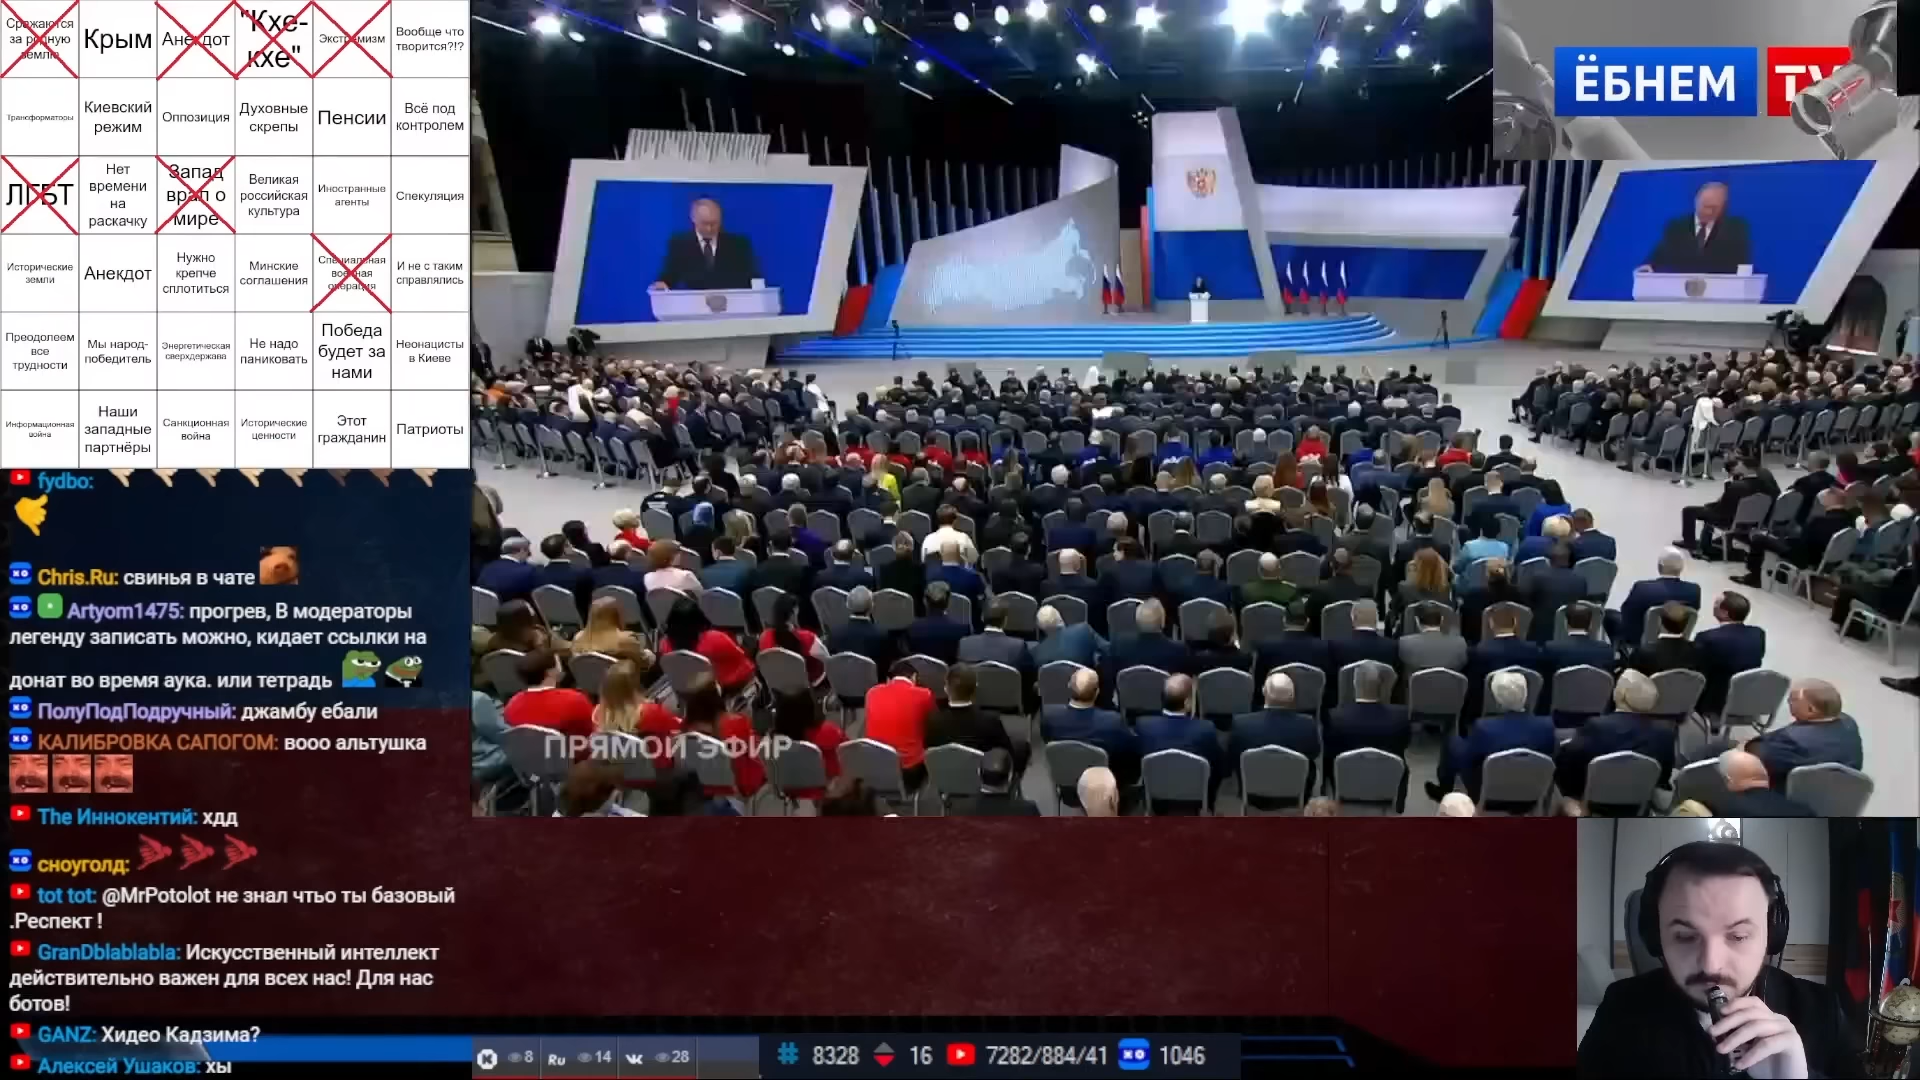 Сражаются
за родную
землю
Крым
Анекдот
"Кхе-
кхе"
Экстремизм
Вообще что
творится?!?
Трансформаторы
Киевский
режим
Оппозиция
Духовные
скрепы
Пенсии
Всё под
контролем
ЛГБТ
Нет
времени
на
раскачку
Запад
врал о
мире
Великая
российская
культура
Иностранные
агенты
Спекуляция
Исторические
земли
Анекдот
Нужно
крепче
сплотиться
Минские
соглашения
Специальная
военная
операция
И не с таким
справлялись
Преодолеем
все
трудности
Мы народ-
победитель
Энергетическая
сверхдержава
Не надо
паниковать
Победа
будет за
нами
Неонацисты
в Киеве
Информационная
война
Наши
западные
партнёры
Санкционная
война
Исторические
ценности
Этот
гражданин
Патриоты
ЁБНЕМ TV
ПРЯМОЙ ЭФИР
fydbo:
Chris.Ru: свинья в чате
Artyom1475: прогрев, В модераторы
легенду записать можно, кидает ссылки на
донат во время аука. или тетрадь
ПолуПодПодручный: джамбу ебали
КАЛИБРОВКА САПОГОМ: вооо альтушка
The Иннокентий: хдд
сноуголд:
tot tot: @MrPotolot не знал чтьо ты базовый
.Респект !
GranDblablabla: Искусственный интеллект
действительно важен для всех нас! Для нас
ботов!
GANZ: Хидео Кадзима?
Алексей Ушаков: хы
8 Ru 14 28 # 8328 16 7282/884/41 1046